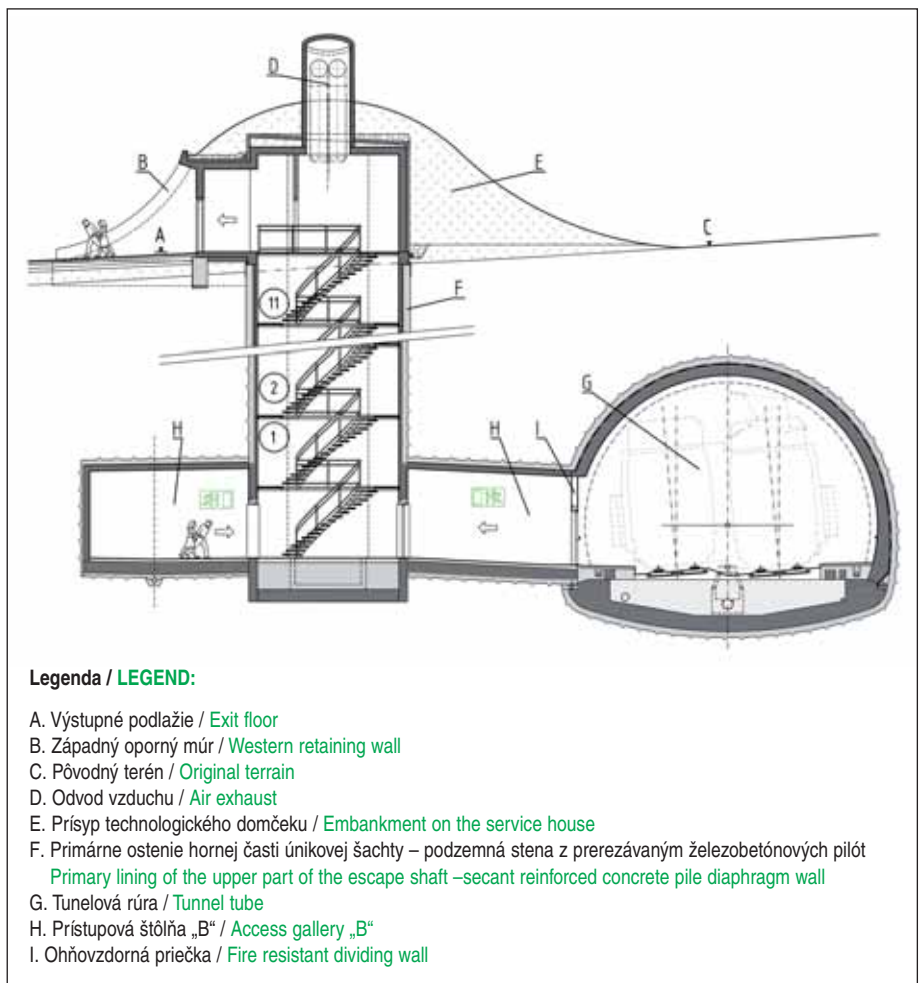 D
B
E
A
C
F
11
2
G
1
H
H
I
Legenda / LEGEND:
A. Výstupné podlažie / Exit floor
B. Západný oporný múr / Western retaining wall
C. Pôvodný terén / Original terrain
D. Odvod vzduchu / Air exhaust
E. Prísyp technologického domčeku / Embankment on the service house
F. Primárne ostenie hornej časti únikovej šachty – podzemná stena z prerezávaným železobetónových pilót
Primary lining of the upper part of the escape shaft –secant reinforced concrete pile diaphragm wall
G. Tunelová rúra / Tunnel tube
H. Prístupová štôlňa „B“ / Access gallery „B“
I. Ohňovzdorná priečka / Fire resistant dividing wall